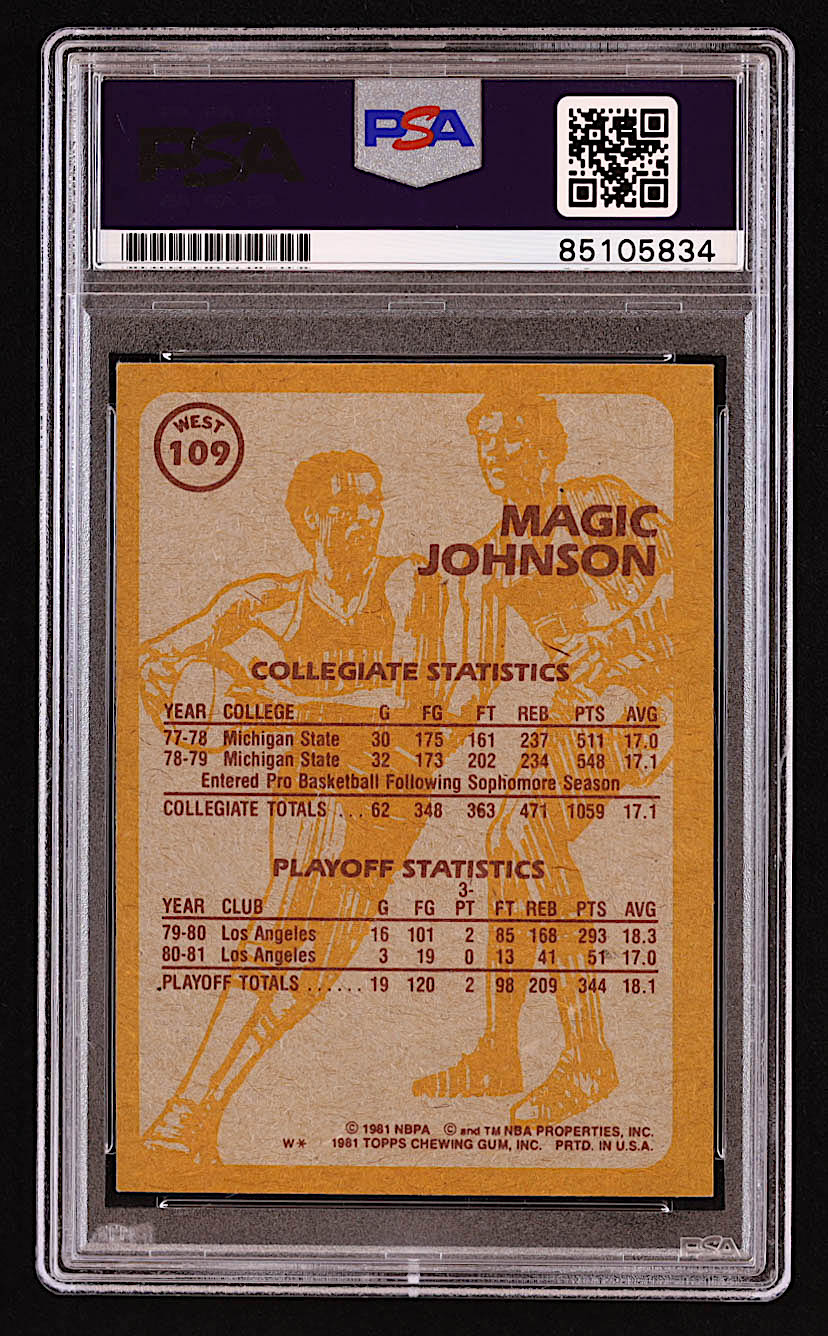 PSA
PSA
85105834
WEST
109
MAGIC
JOHNSON
COLLEGIATE STATISTICS
YEAR COLLEGE G FG FT REB PTS AVG
77-78 Michigan State 30 175 161 237 511 17.0
78-79 Michigan State 32 173 202 234 548 17.1
Entered Pro Basketball Following Sophomore Season
COLLEGIATE TOTALS ... 62 348 363 471 1059 17.1
PLAYOFF STATISTICS
3-
YEAR CLUB G FG PT FT REB PTS AVG
79-80 Los Angeles 16 101 2 85 168 293 18.3
80-81 Los Angeles 3 19 0 13 41 51 17.0
PLAYOFF TOTALS ...... 19 120 2 98 209 344 18.1
© 1981 NBPA © and TM NBA PROPERTIES, INC.
W* 1981 TOPPS CHEWING GUM, INC. PRTD. IN U.S.A.
PSA